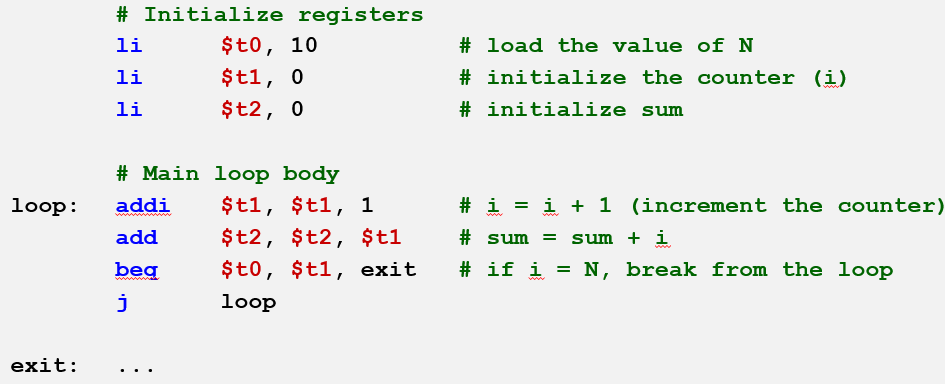 # Initialize registers
li $t0, 10 # load the value of N
li $t1, 0 # initialize the counter (i)
li $t2, 0 # initialize sum
# Main loop body
loop: addi $t1, $t1, 1 # i = i + 1 (increment the counter)
add $t2, $t2, $t1 # sum = sum + i
beq $t0, $t1, exit # if i = N, break from the loop
j loop
exit: ...